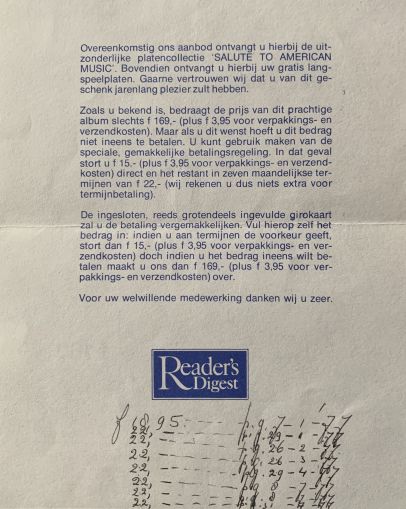 Overeenkomstig ons aanbod ontvangt u hierbij de uit-
zonderlijke platencollectie 'SALUTE TO AMERICAN
MUSIC'. Bovendien ontvangt u hierbij uw gratis lang-
speelplaten. Gaarne vertrouwen wij dat u van dit ge-
schenk jarenlang plezier zult hebben.
Zoals u bekend is, bedraagt de prijs van dit prachtige
album slechts f 169,- (plus f 3,95 voor verpakkings- en
verzendkosten). Maar als u dit wenst hoeft u dit bedrag
niet ineens te betalen. U kunt gebruik maken van de
speciale, gemakkelijke betalingsregeling. In dat geval
stort u f 15.- (plus f 3,95 voor verpakkings- en verzend-
kosten) direct en het restant in zeven maandelijkse ter-
mijnen van f 22,- (wij rekenen u dus niets extra voor
termijnbetaling).
De ingesloten, reeds grotendeels ingevulde girokaart
zal u de betaling vergemakkelijken. Vul hierop zelf het
bedrag in: indien u aan termijnen de voorkeur geeft,
stort dan f 15,- (plus f 3,95 voor verpakkings- en ver-
zendkosten) doch indien u het bedrag ineens wilt be-
talen maakt u ons dan f 169,- (plus f 3,95 voor ver-
pakkings- en verzendkosten) over.
Voor uw welwillende medewerking danken wij u zeer.
Reader's
Digest
22,
22,
22,
22,
22,
22,
22,